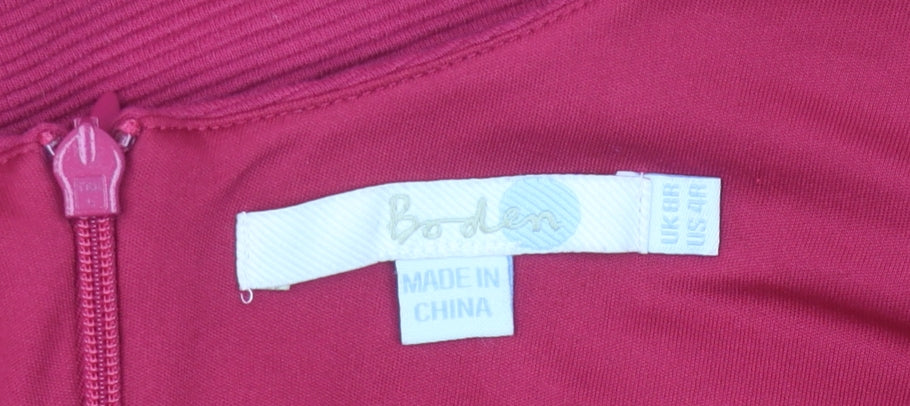 Boden
UK 8R
US 4R
MADE IN
CHINA